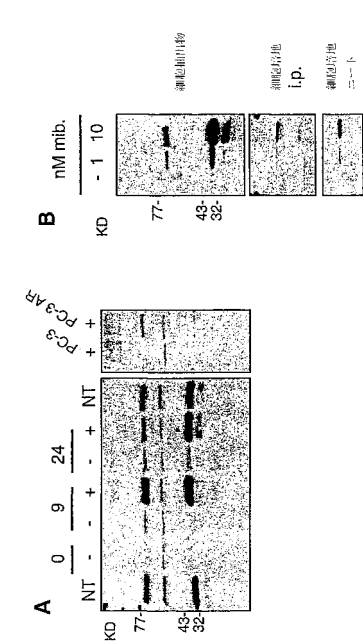 A
0 9 24
PC-3 PC-3 AR
NT - - + - + NT + +
KD
77-
43-
32-
B
nM mib.
- 1 10
KD
77-
43-
32-
細胞抽出物
細胞培地
i.p.
細胞培地
ニート